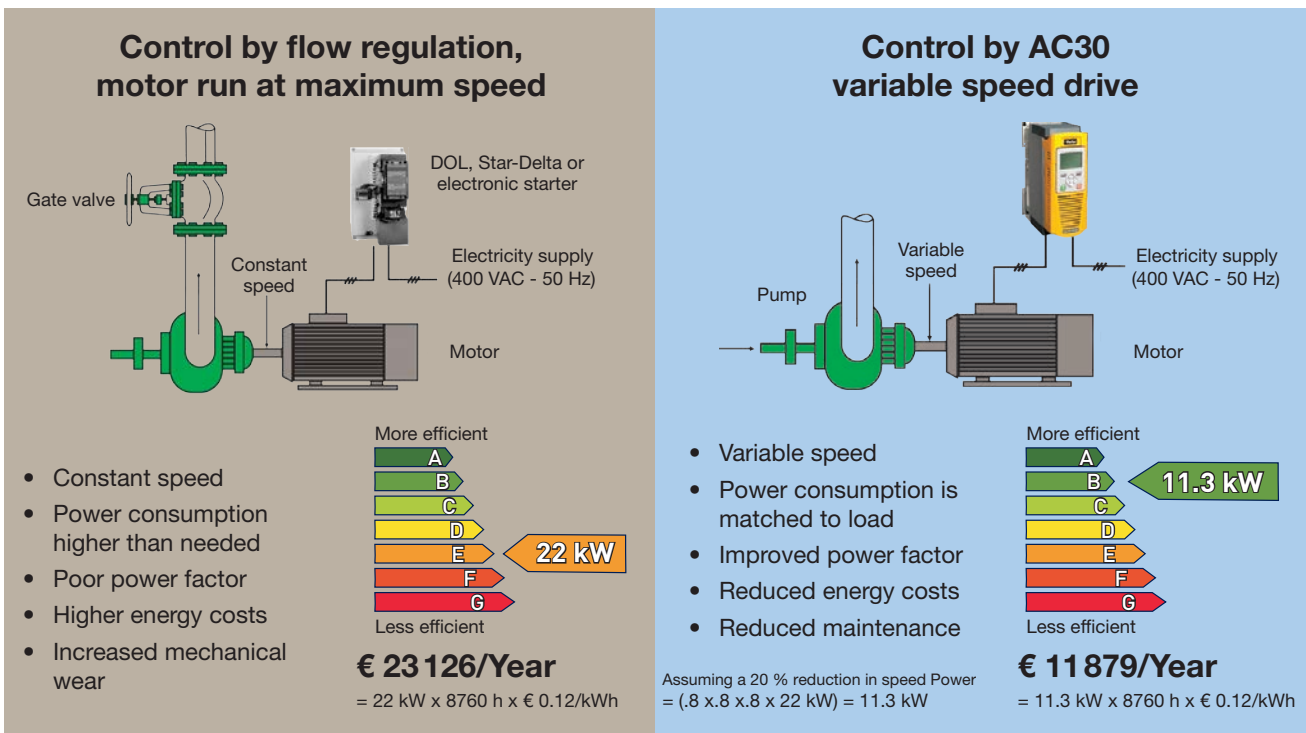 Control by flow regulation,
motor run at maximum speed
Gate valve
DOL, Star-Delta or
electronic starter
Constant
speed
Electricity supply
(400 VAC - 50 Hz)
Motor
• Constant speed
• Power consumption
higher than needed
• Poor power factor
• Higher energy costs
• Increased mechanical
wear
More efficient
A
B
C
D
E
F
G
22 kW
Less efficient
€ 23 126/Year
= 22 kW x 8760 h x € 0.12/kWh
Control by AC30
variable speed drive
Pump
Variable
speed
Electricity supply
(400 VAC - 50 Hz)
Motor
• Variable speed
• Power consumption is
matched to load
• Improved power factor
• Reduced energy costs
• Reduced maintenance
More efficient
A
B
C
D
E
F
G
11.3 kW
Less efficient
Assuming a 20 % reduction in speed Power
= (.8 x.8 x.8 x 22 kW) = 11.3 kW
€ 11 879/Year
= 11.3 kW x 8760 h x € 0.12/kWh